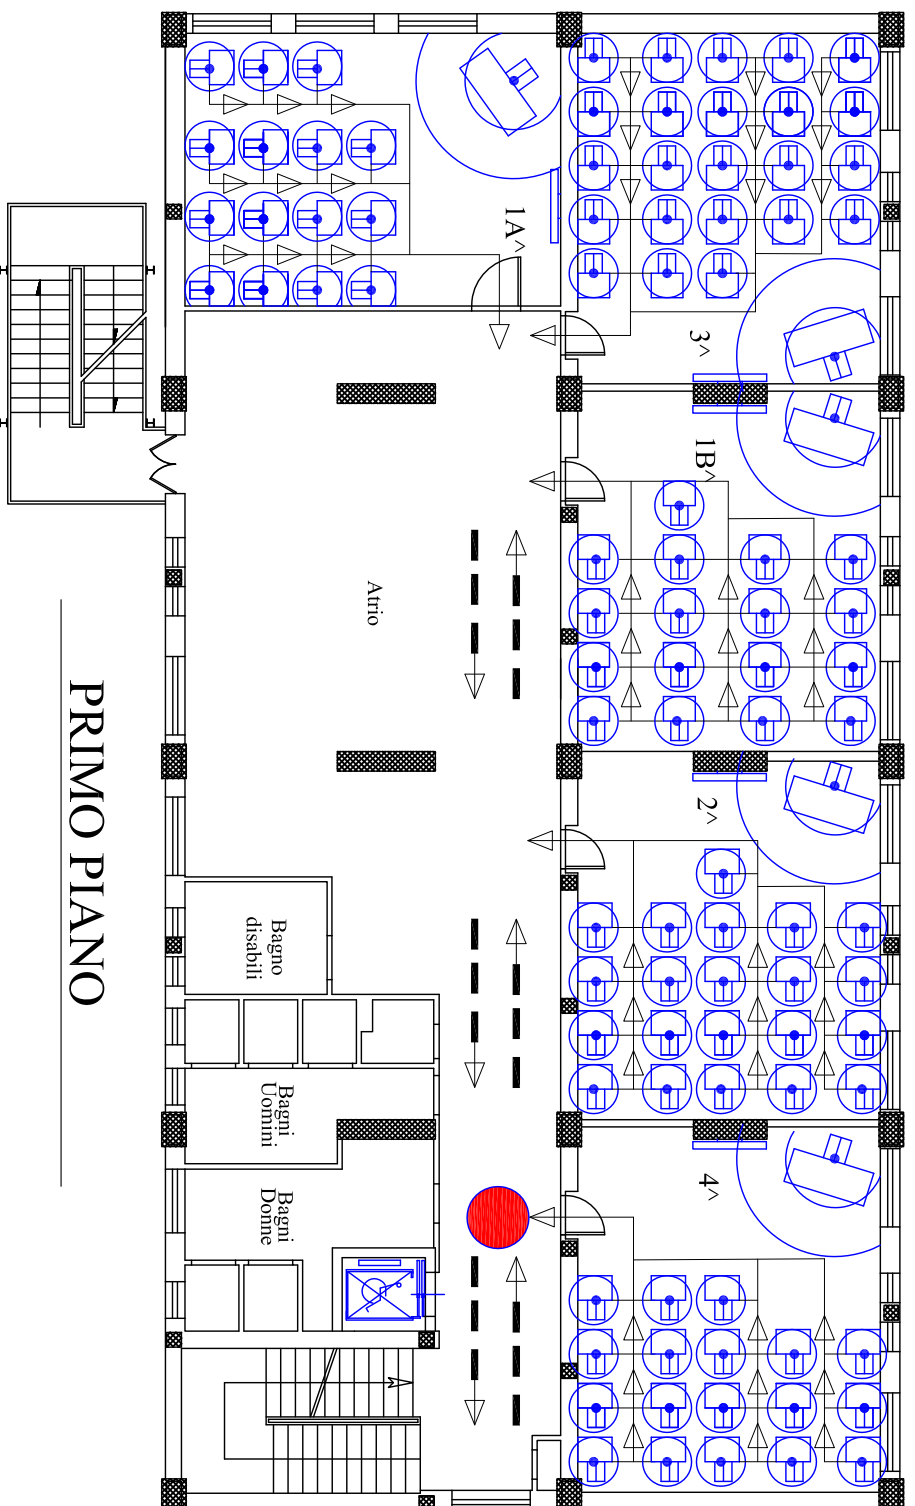 1A^
3^
1B^
Atrio
2^
PRIMO PIANO
Bagno
disabili
Bagni
Uomini
4^
Bagni
Donne